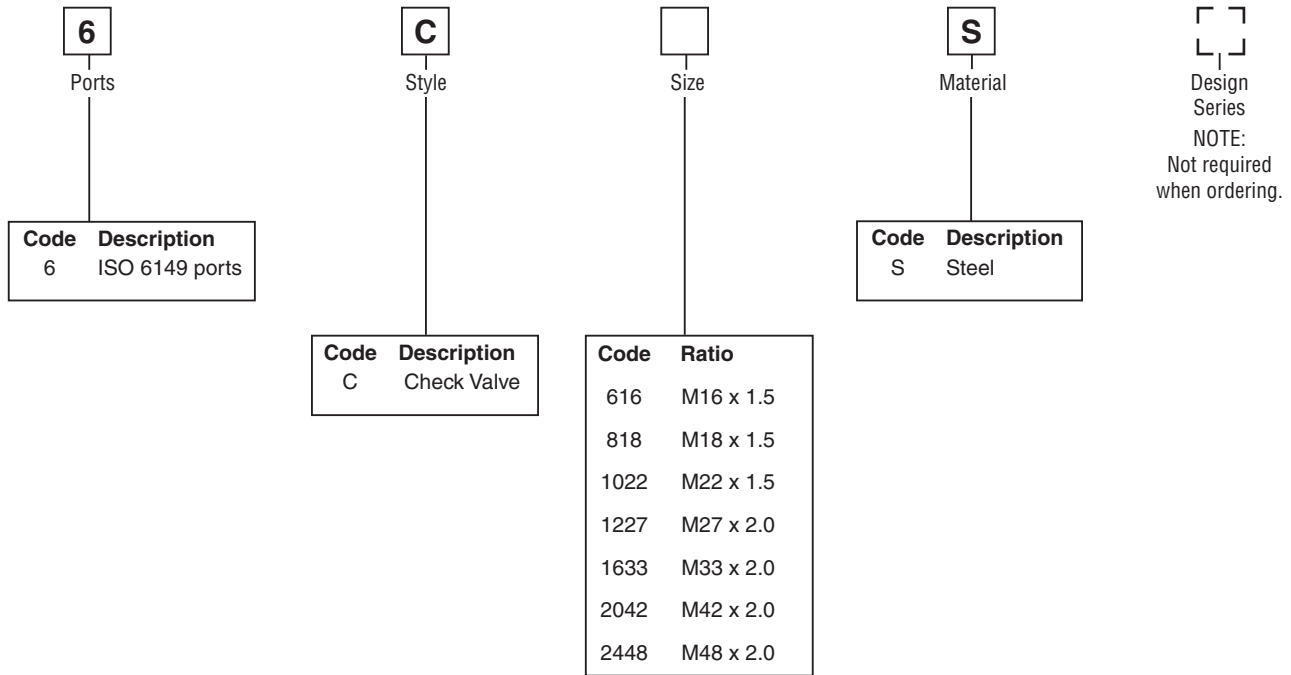 6
C
S
Ports
Style
Size
Material
Design
Series
NOTE:
Not required
when ordering.
Code Description
6 ISO 6149 ports
Code Description
S Steel
Code Description
C Check Valve
Code Ratio
616 M16 x 1.5
818 M18 x 1.5
1022 M22 x 1.5
1227 M27 x 2.0
1633 M33 x 2.0
2042 M42 x 2.0
2448 M48 x 2.0